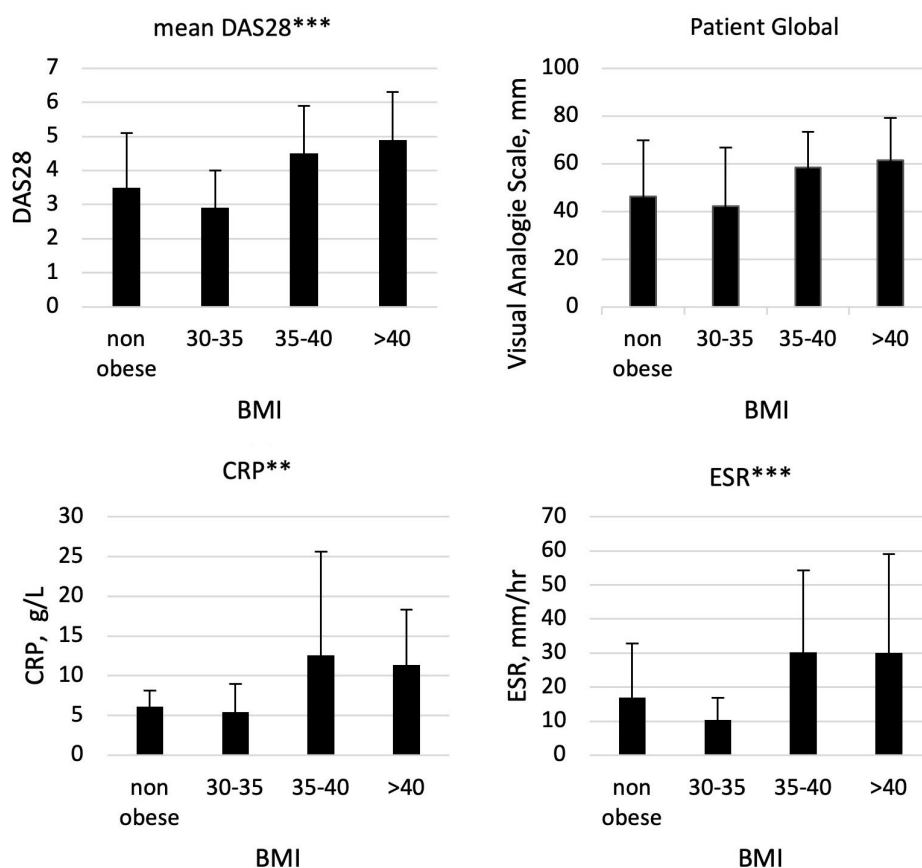 mean DAS28***
DAS28
7
6
5
4
3
2
1
0
non obese
30-35
35-40
>40
BMI
Patient Global
Visual Analogie Scale, mm
100
80
60
40
20
0
non obese
30-35
35-40
>40
BMI
CRP**
CRP, g/L
30
25
20
15
10
5
0
non obese
30-35
35-40
>40
BMI
ESR***
ESR, mm/hr
70
60
50
40
30
20
10
0
non obese
30-35
35-40
>40
BMI